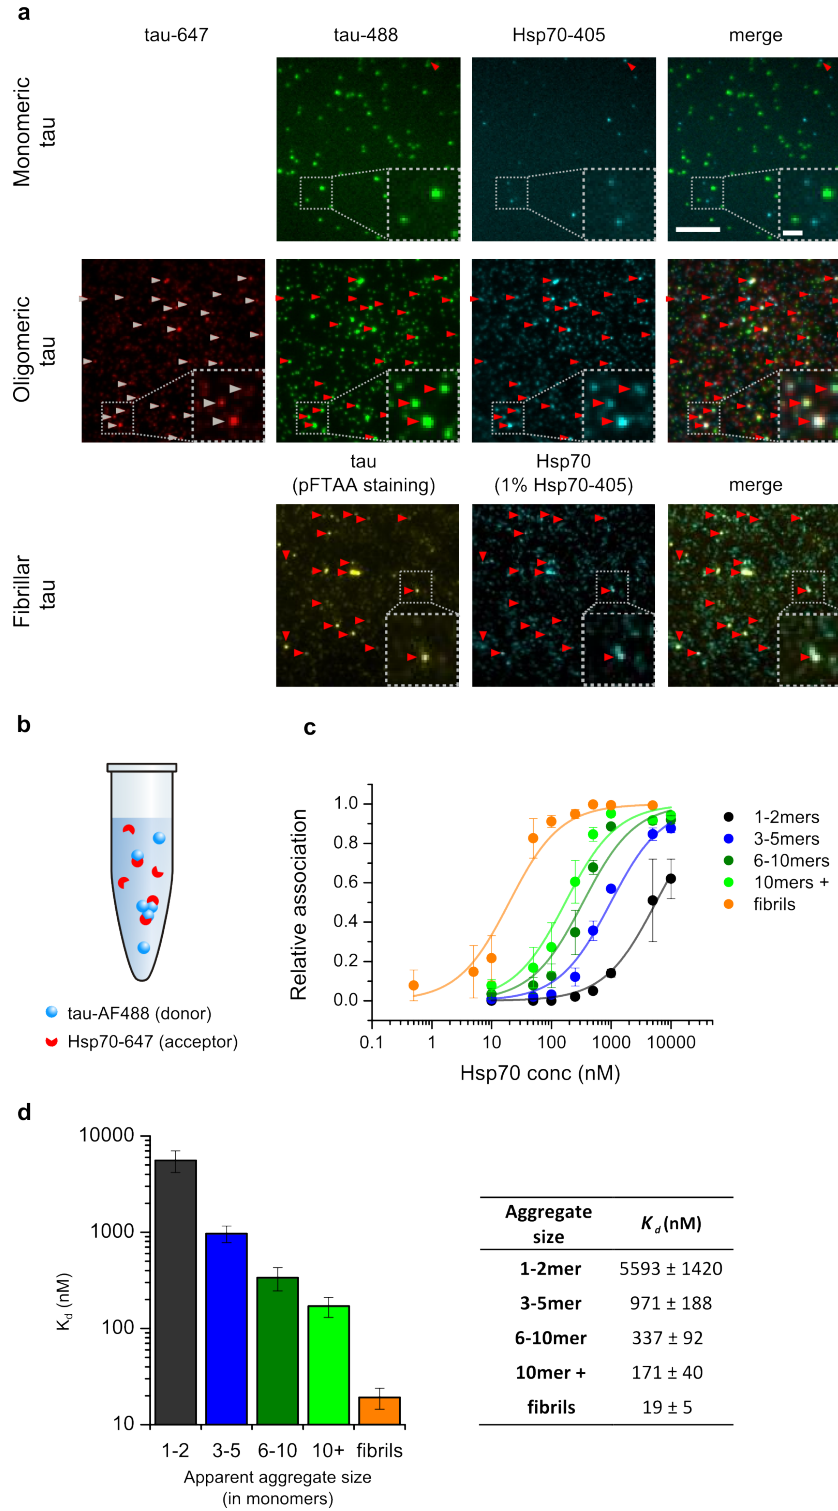 a
tau-647 tau-488 Hsp70-405 merge
Monomeric
tau
Oligomeric
tau
tau
(pFTAA staining)
Hsp70
(1% Hsp70-405)
merge
Fibrillar
tau
b
tau-AF488 (donor)
Hsp70-647 (acceptor)
c
Relative association
1.0
0.8
0.6
0.4
0.2
0.0
0.1 1 10 100 1000 10000
Hsp70 conc (nM)
1-2mers
3-5mers
6-10mers
10mers +
fibrils
d
K_d (nM)
10000
1000
100
10
1-2 3-5 6-10 10+ fibrils
Apparent aggregate size
(in monomers)
Aggregate
size
K_d (nM)
1-2mer 5593 ± 1420
3-5mer 971 ± 188
6-10mer 337 ± 92
10mer + 171 ± 40
fibrils 19 ± 5